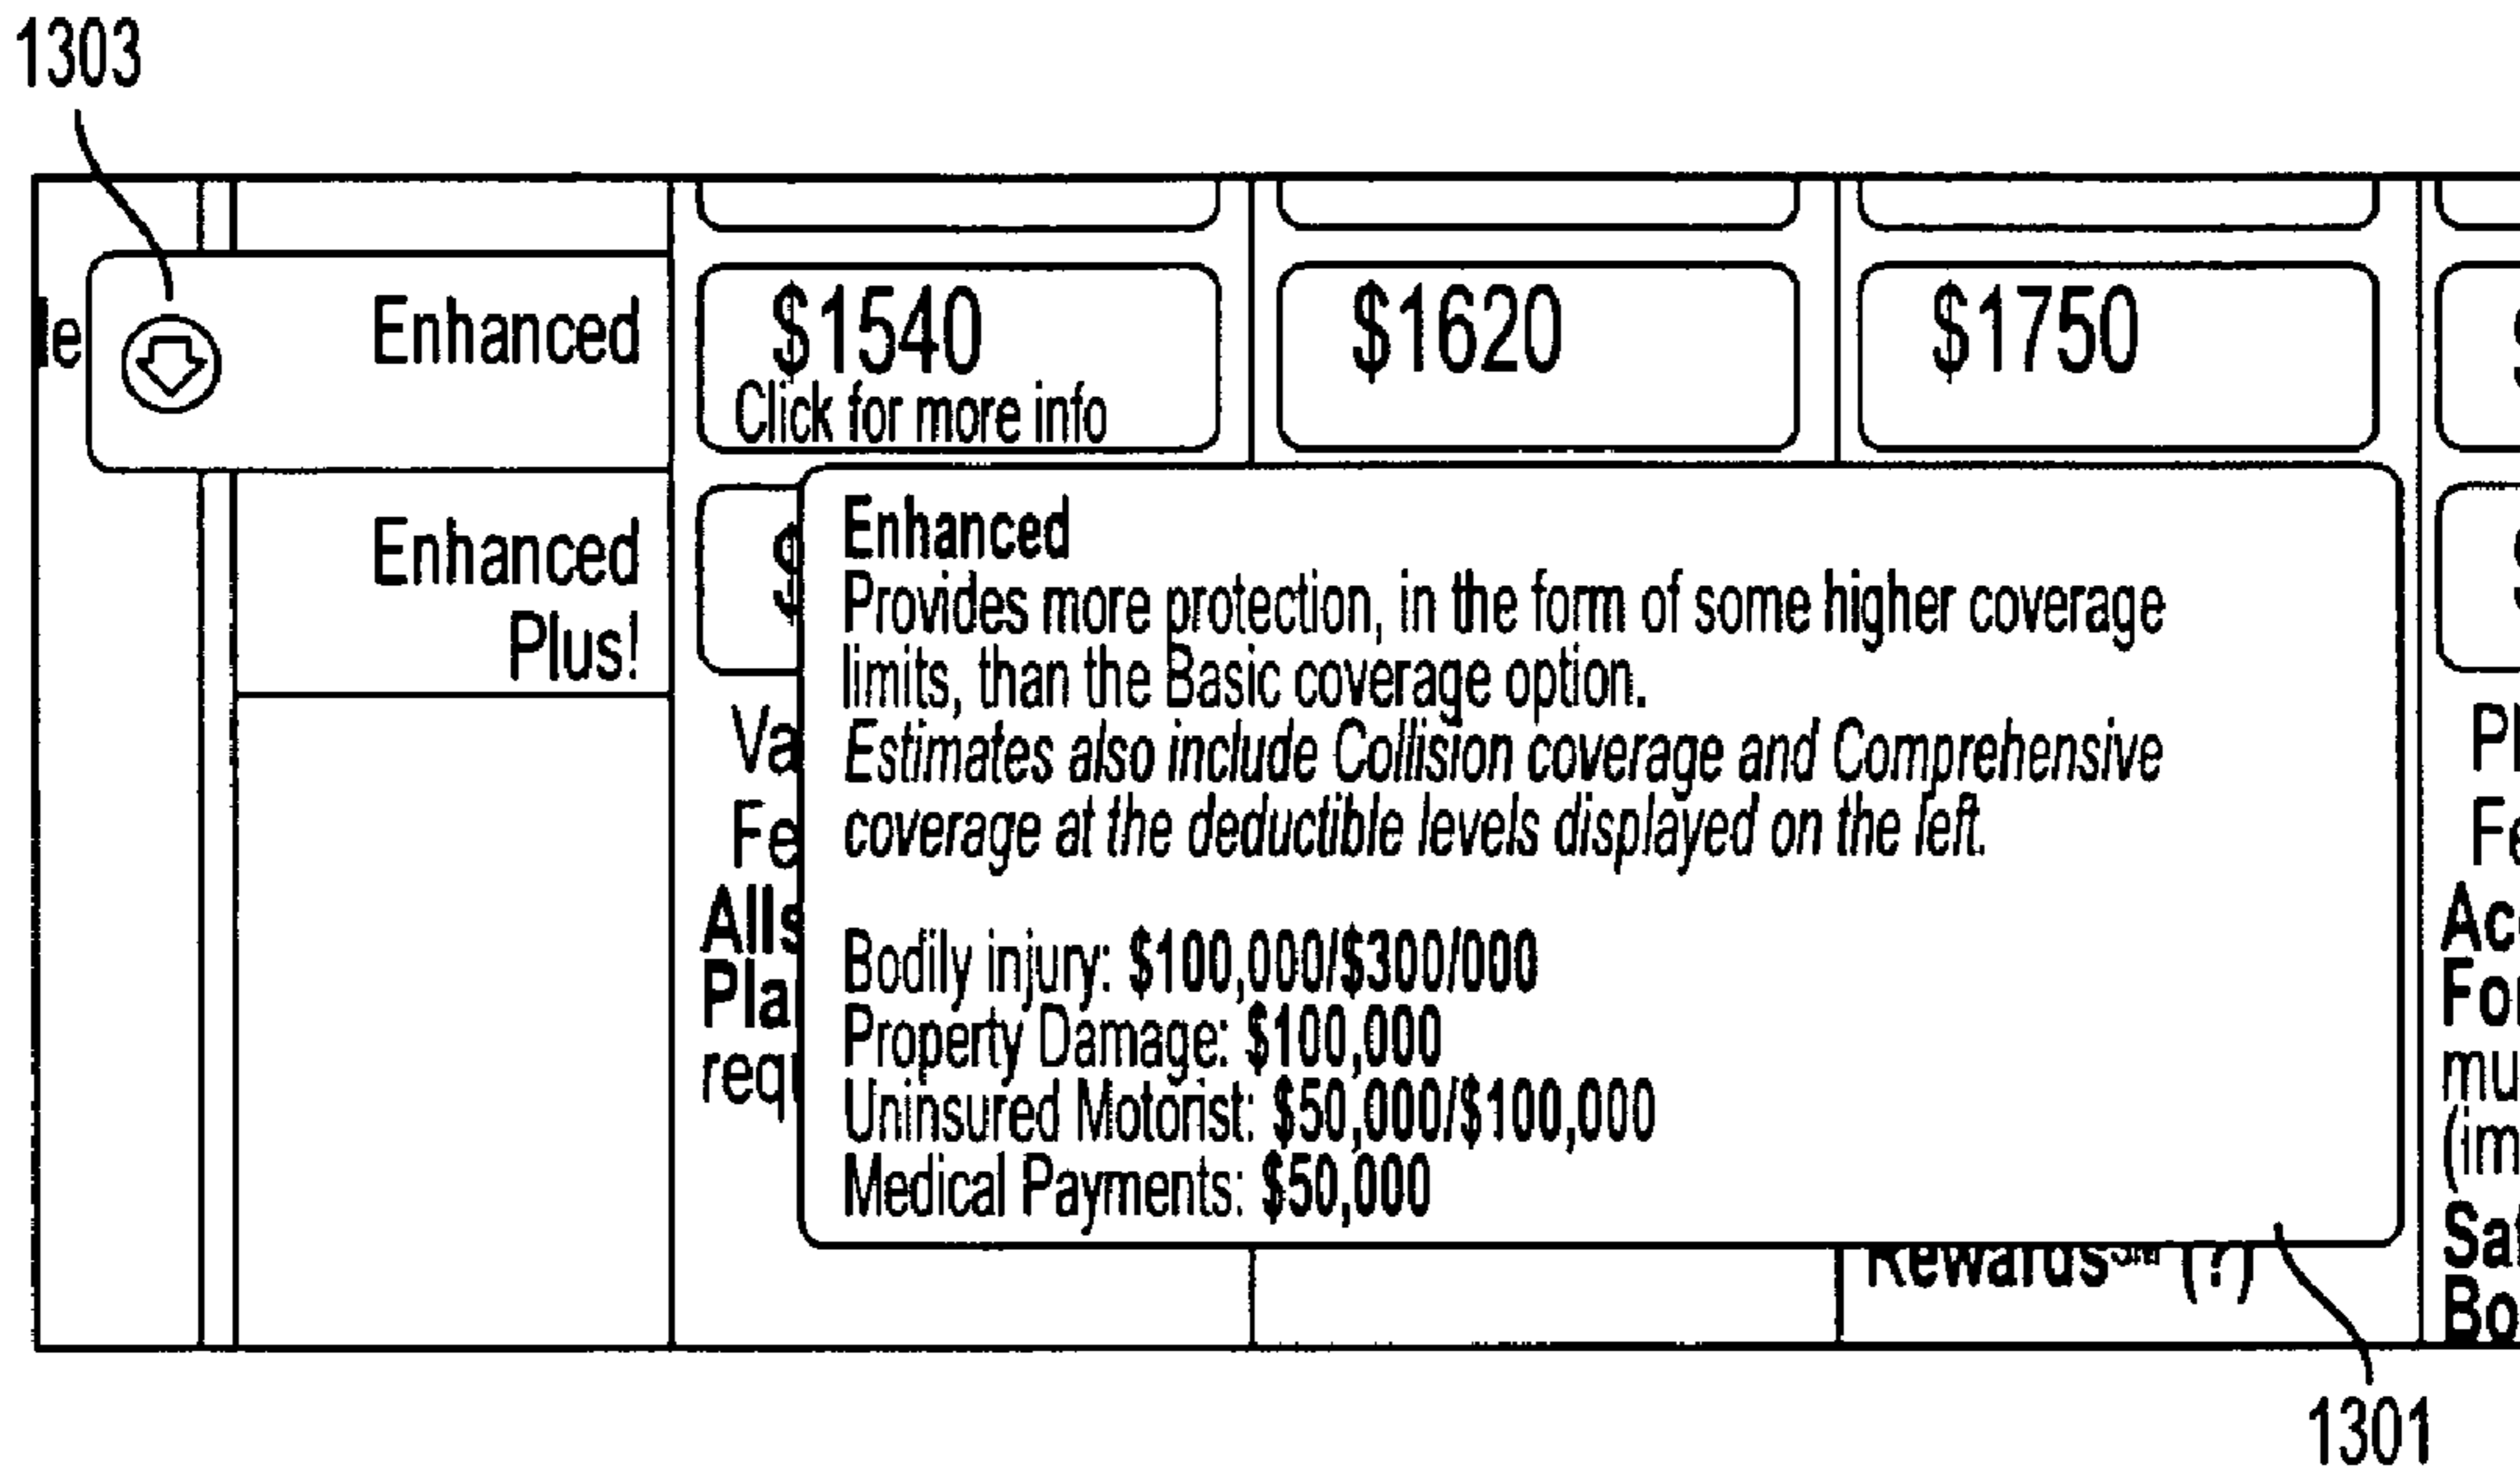 1303
Enhanced
$1540
$1620
$1750
Click for more info
Enhanced
Plus!
Enhanced
Provides more protection, in the form of some higher coverage
limits, than the Basic coverage option.
Estimates also include Collision coverage and Comprehensive
coverage at the deductible levels displayed on the left.
Bodily injury: $100,000/$300/000
Property Damage: $100,000
Uninsured Motorist: $50,000/$100,000
Medical Payments: $50,000
Rewards℠ (?)
1301